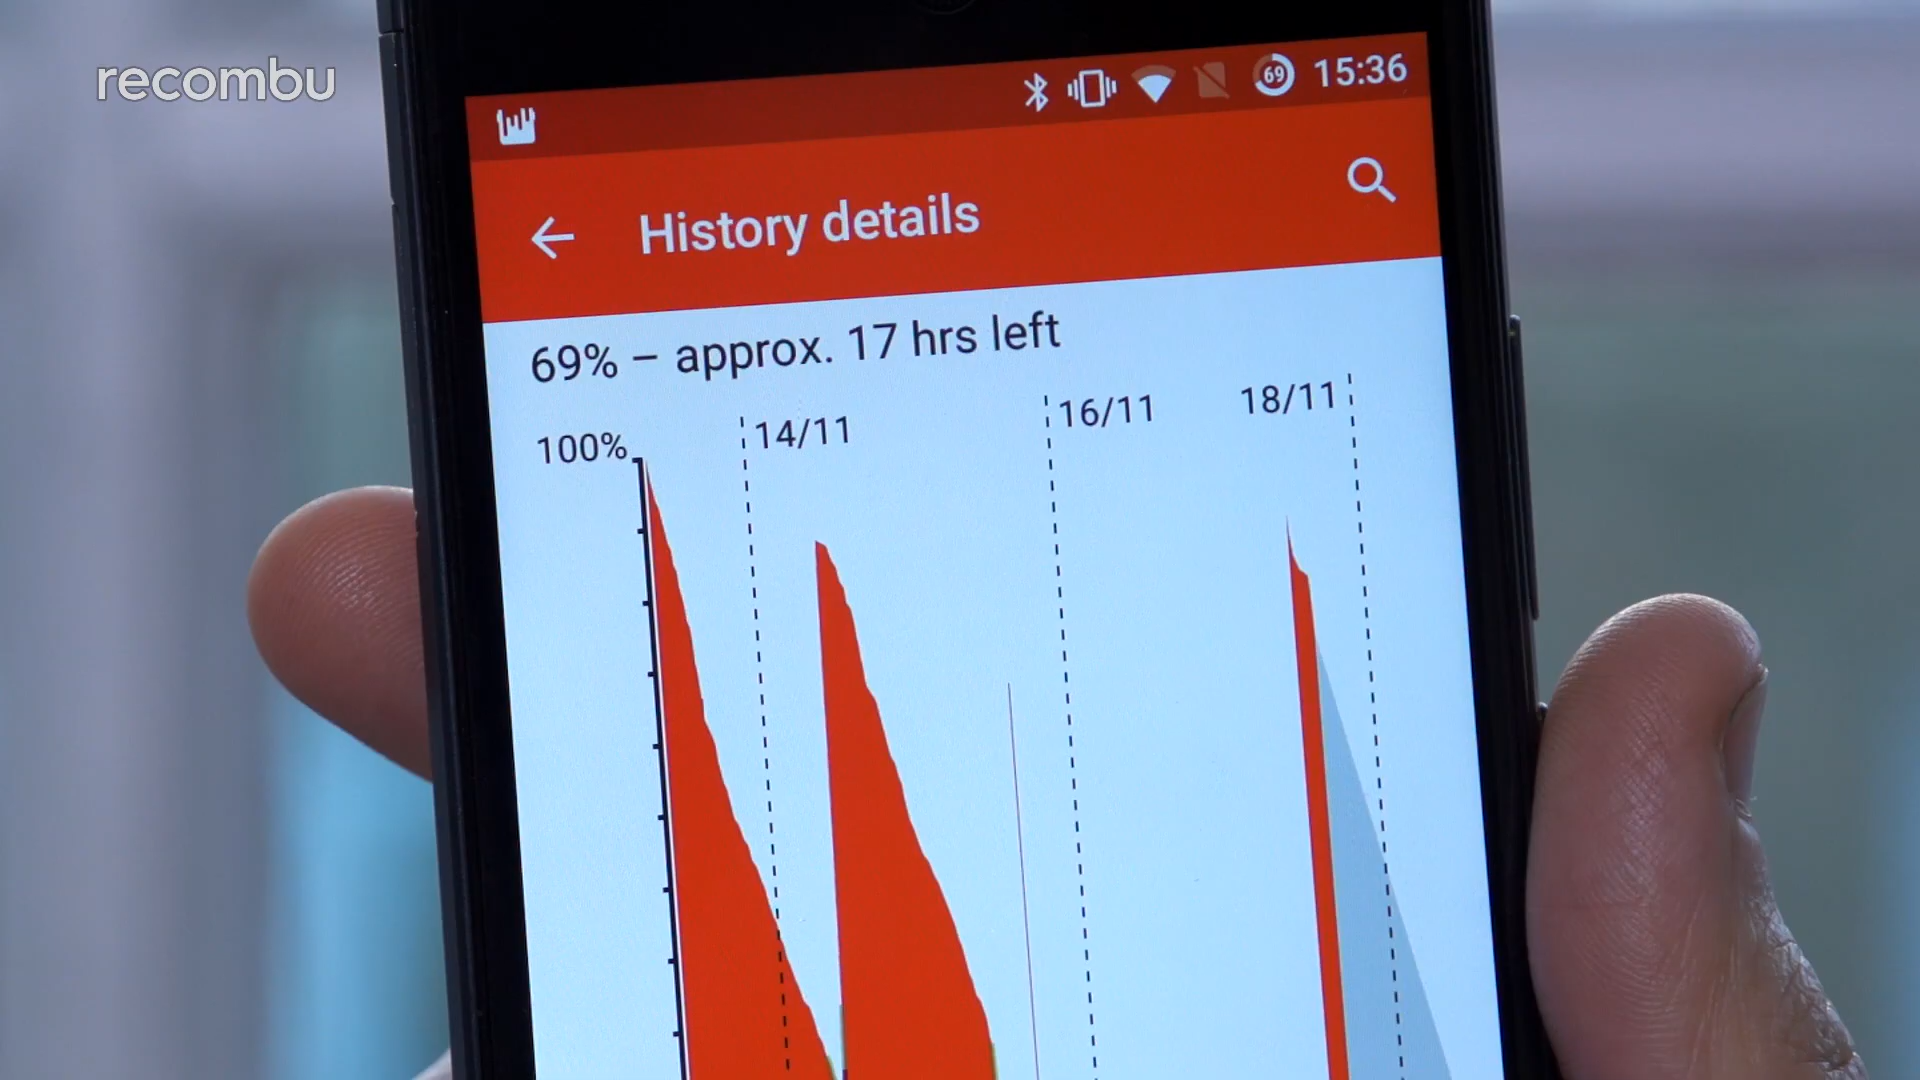 recombu
69 15:36
History details
69% – approx. 17 hrs left
100% 14/11 16/11 18/11